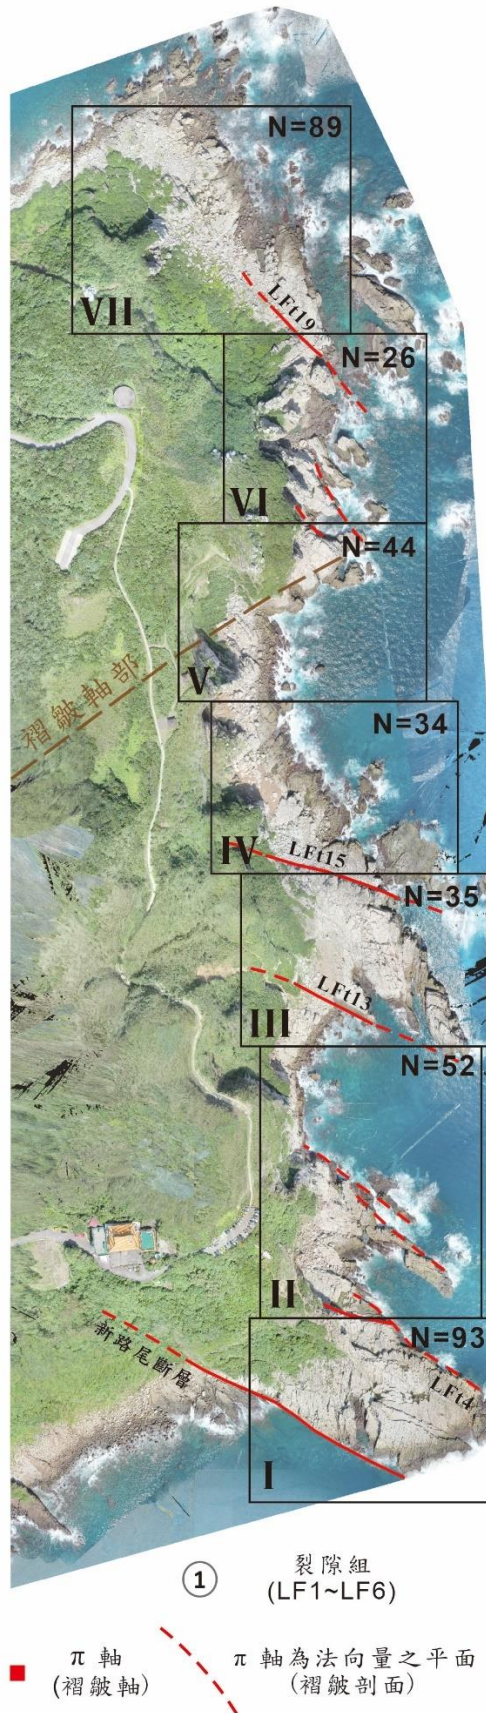 N=89
LFt19
VII
N=26
VI
N=44
褶皺軸部
V
N=34
IV
LFt15
N=35
LFt13
III
N=52
II
N=93
新路尾斷層
LFt4
I
1 裂隙組
(LF1~LF6)
π 軸
(褶皺軸)
π 軸為法向量之平面
(褶皺剖面)